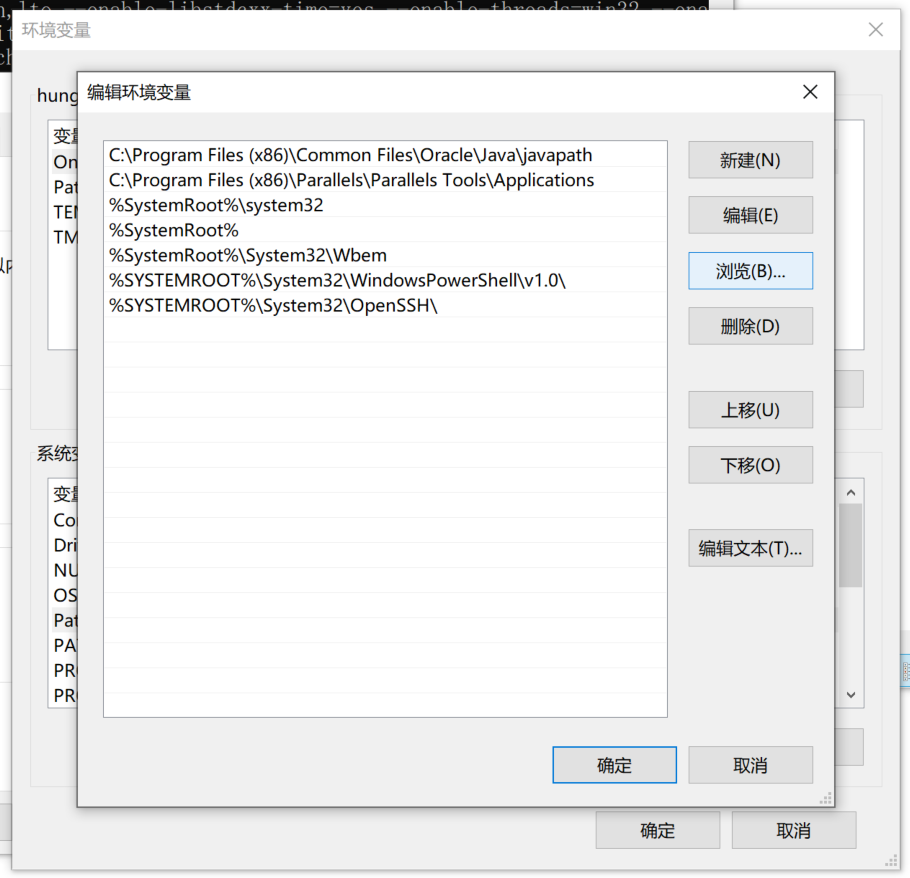 --enable-libstdcxx-time=yes --enable-threads=win32
环境变量
hung
编辑环境变量
变量
C:\Program Files (x86)\Common Files\Oracle\Java\javapath
C:\Program Files (x86)\Parallels\Parallels Tools\Applications
%SystemRoot%\system32
%SystemRoot%
%SystemRoot%\System32\Wbem
%SYSTEMROOT%\System32\WindowsPowerShell\v1.0\
%SYSTEMROOT%\System32\OpenSSH\
新建(N)
编辑(E)
浏览(B)...
删除(D)
上移(U)
下移(O)
编辑文本(T)...
On
Pat
TEM
TM
系统变
变量
Co
Dri
NU
OS
Pat
PA
PR
PR
确定
取消
确定
取消